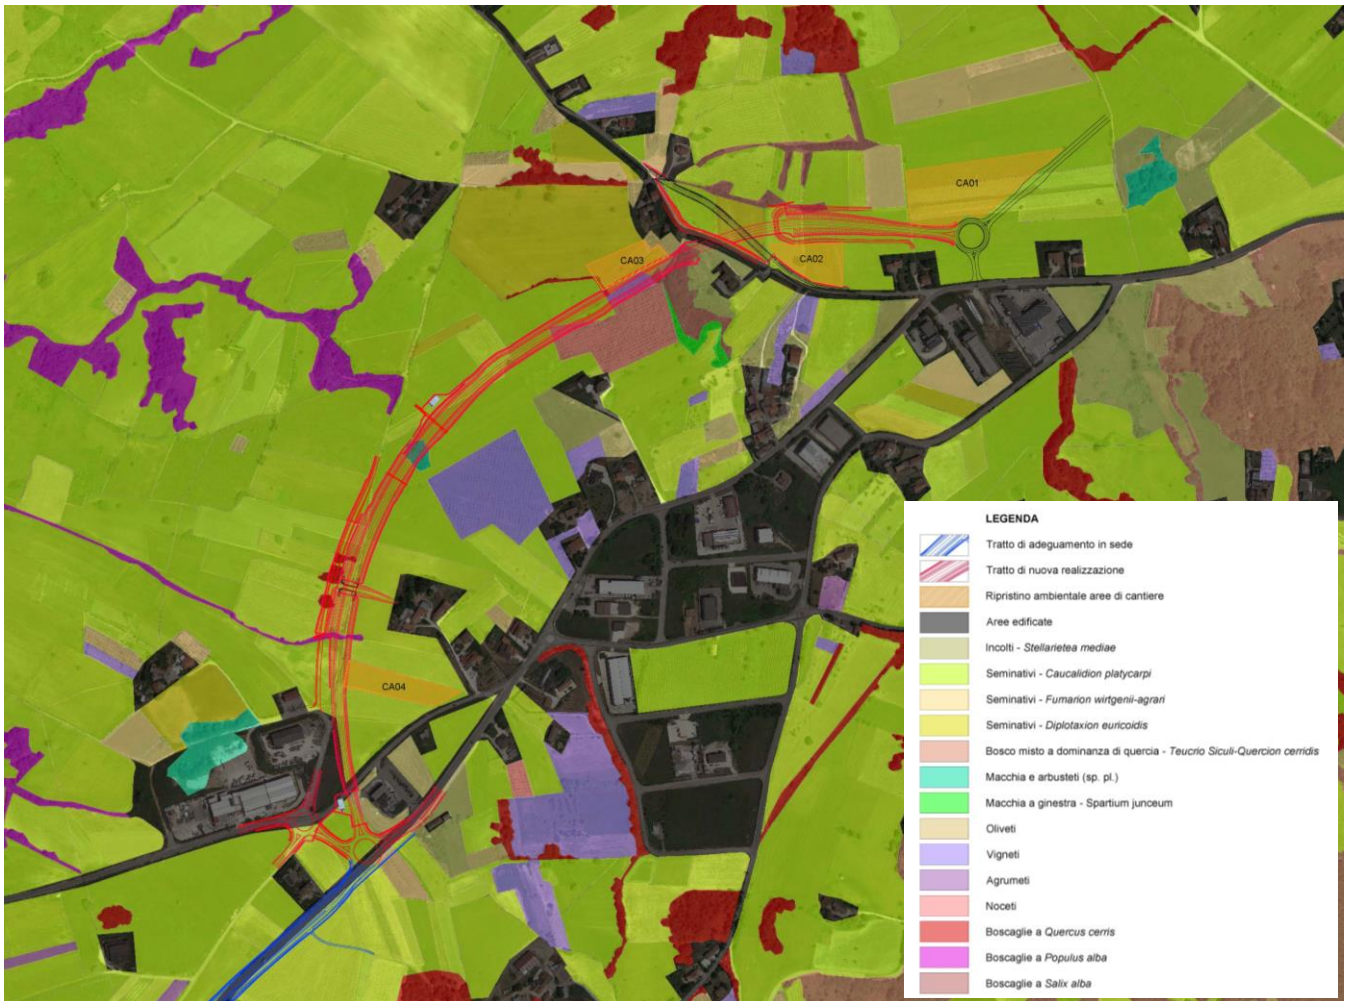 CA01
CA02
CA03
CA04
LEGENDA
Tratto di adeguamento in sede
Tratto di nuova realizzazione
Ripristino ambientale aree di cantiere
Aree edificate
Incolti - Stellarietea mediae
Seminativi - Caucalidion platycarpi
Seminativi - Fumarion wirtgenii-agrari
Seminativi - Diplotaxion euricoidis
Bosco misto a dominanza di quercia - Teucrio Siculi-Quercion cerridis
Macchia e arbusteti (sp. pl.)
Macchia a ginestra - Spartium junceum
Oliveti
Vigneti
Agrumeti
Noceti
Boscaglie a Quercus cerris
Boscaglie a Populus alba
Boscaglie a Salix alba